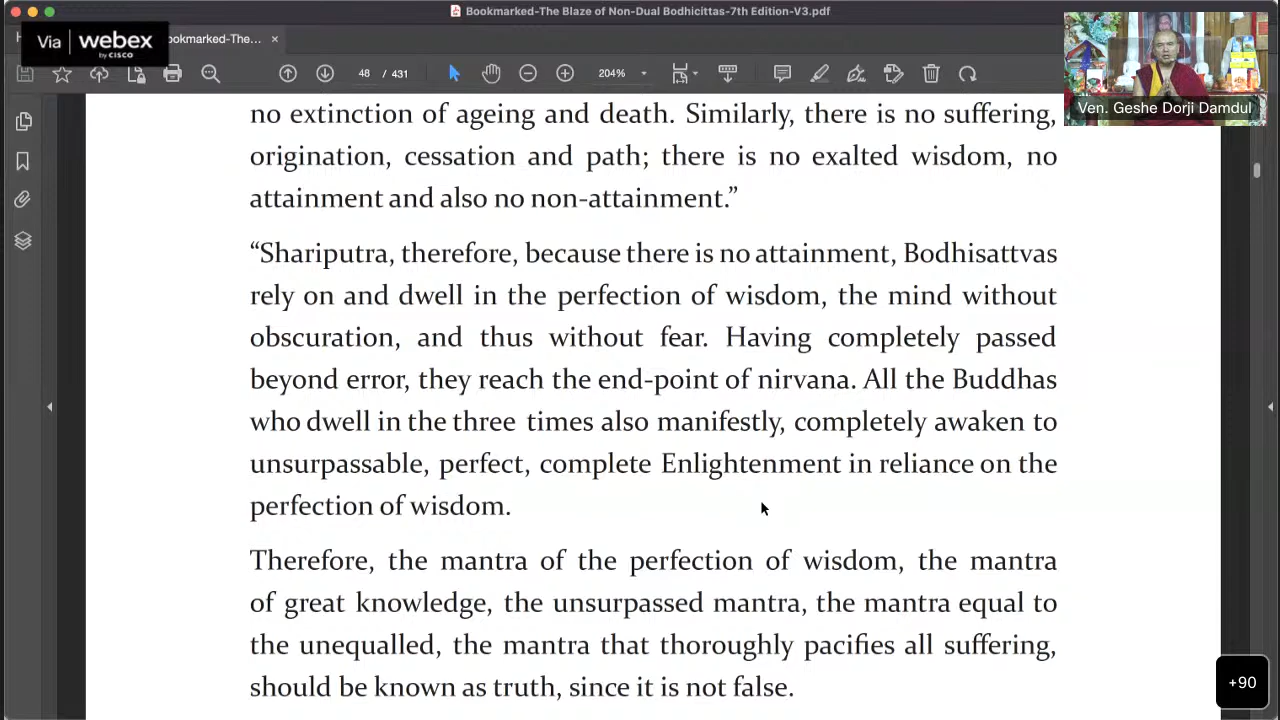 Bookmarked-The Blaze of Non-Dual Bodhicittas-7th Edition-V3.pdf
Via webex
by CISCO
ookmarked-The... ×
48 / 431
204%
Ven. Geshe Dorji Damdul
no extinction of ageing and death. Similarly, there is no suffering,
origination, cessation and path; there is no exalted wisdom, no
attainment and also no non-attainment.”
“Shariputra, therefore, because there is no attainment, Bodhisattvas
rely on and dwell in the perfection of wisdom, the mind without
obscuration, and thus without fear. Having completely passed
beyond error, they reach the end-point of nirvana. All the Buddhas
who dwell in the three times also manifestly, completely awaken to
unsurpassable, perfect, complete Enlightenment in reliance on the
perfection of wisdom.
Therefore, the mantra of the perfection of wisdom, the mantra
of great knowledge, the unsurpassed mantra, the mantra equal to
the unequalled, the mantra that thoroughly pacifies all suffering,
should be known as truth, since it is not false.
+90